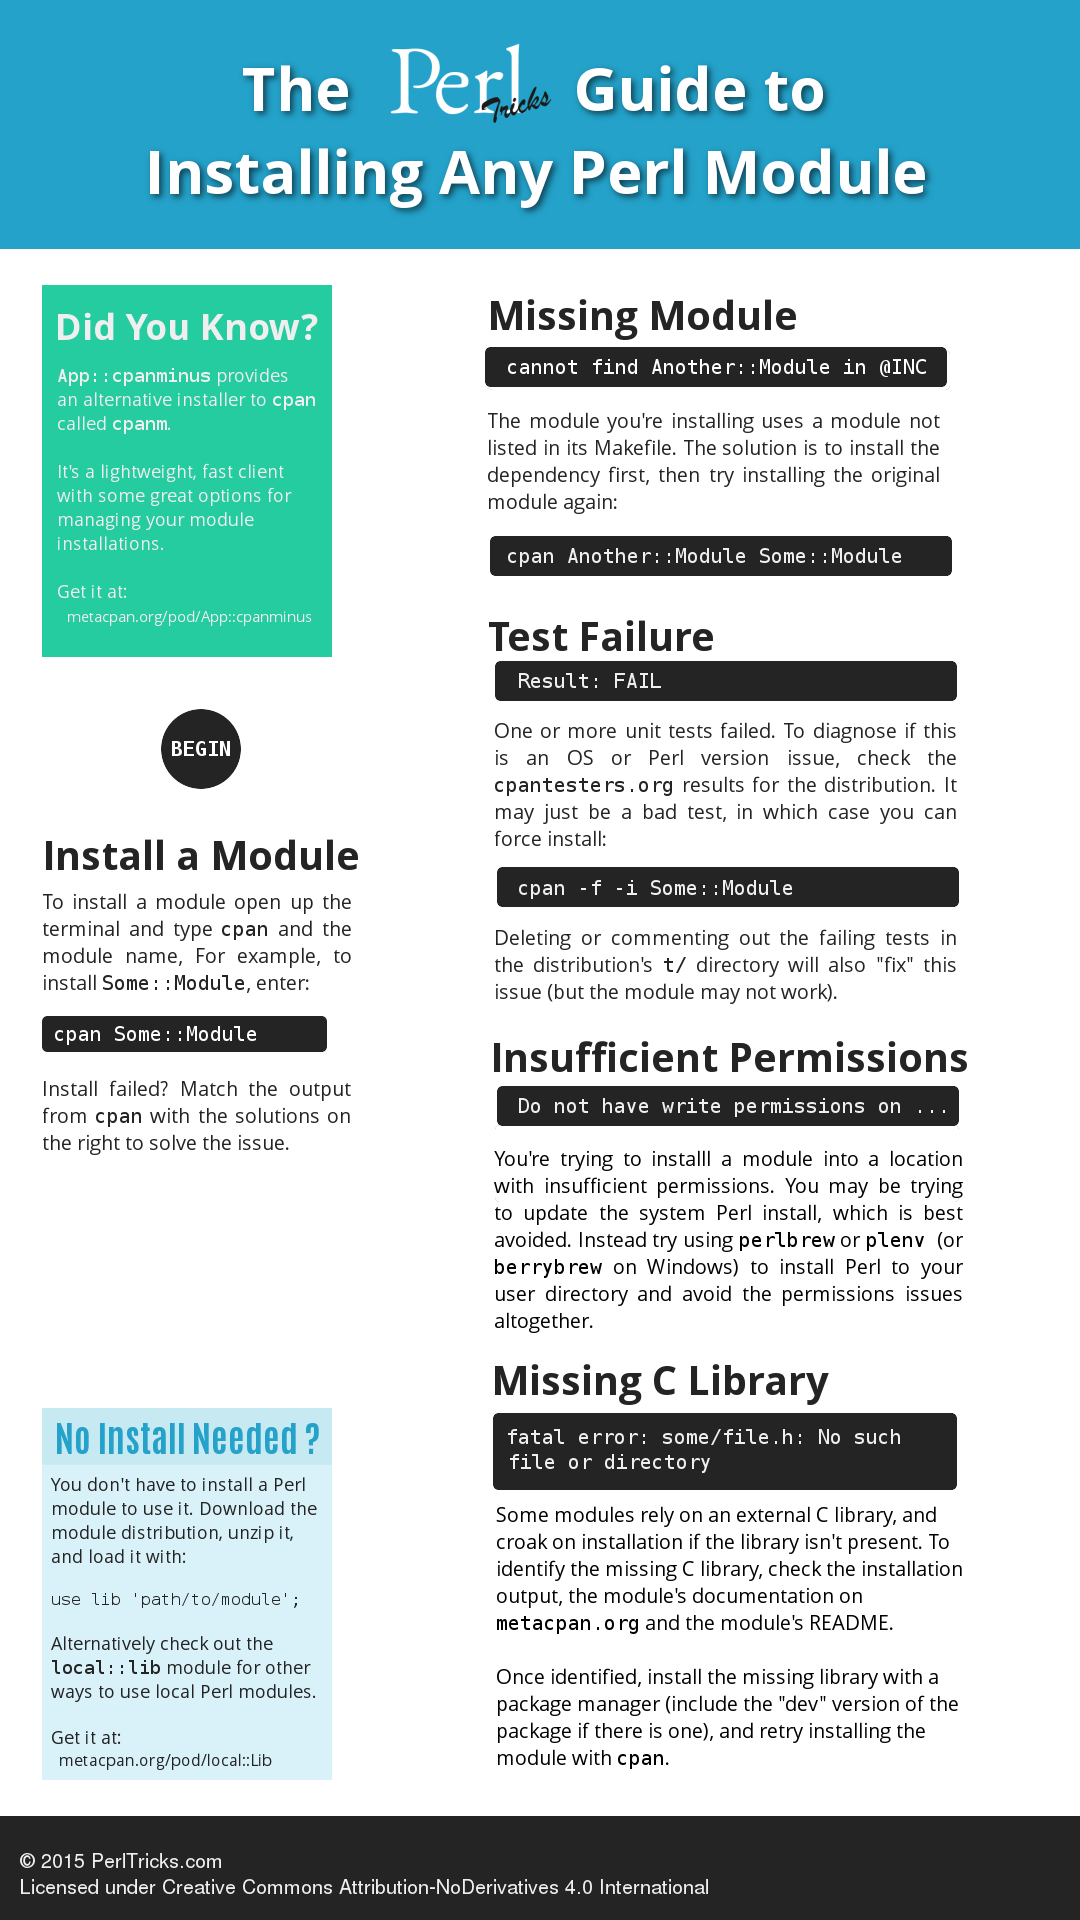 The Perl Tricks Guide to
Installing Any Perl Module
Did You Know?
App::cpanminus provides
an alternative installer to cpan
called cpanm.
It's a lightweight, fast client
with some great options for
managing your module
installations.
Get it at:
metacpan.org/pod/App::cpanminus
BEGIN
Install a Module
To install a module open up the
terminal and type cpan and the
module name, For example, to
install Some::Module, enter:
cpan Some::Module
Install failed? Match the output
from cpan with the solutions on
the right to solve the issue.
No Install Needed ?
You don't have to install a Perl
module to use it. Download the
module distribution, unzip it,
and load it with:
use lib 'path/to/module';
Alternatively check out the
local::lib module for other
ways to use local Perl modules.
Get it at:
metacpan.org/pod/local::Lib
Missing Module
cannot find Another::Module in @INC
The module you're installing uses a module not
listed in its Makefile. The solution is to install the
dependency first, then try installing the original
module again:
cpan Another::Module Some::Module
Test Failure
Result: FAIL
One or more unit tests failed. To diagnose if this
is an OS or Perl version issue, check the
cpantesters.org results for the distribution. It
may just be a bad test, in which case you can
force install:
cpan -f -i Some::Module
Deleting or commenting out the failing tests in
the distribution's t/ directory will also "fix" this
issue (but the module may not work).
Insufficient Permissions
Do not have write permissions on ...
You're trying to installl a module into a location
with insufficient permissions. You may be trying
to update the system Perl install, which is best
avoided. Instead try using perlbrew or plenv (or
berrybrew on Windows) to install Perl to your
user directory and avoid the permissions issues
altogether.
Missing C Library
fatal error: some/file.h: No such
file or directory
Some modules rely on an external C library, and
croak on installation if the library isn't present. To
identify the missing C library, check the installation
output, the module's documentation on
metacpan.org and the module's README.
Once identified, install the missing library with a
package manager (include the "dev" version of the
package if there is one), and retry installing the
module with cpan.
© 2015 PerlTricks.com
Licensed under Creative Commons Attribution-NoDerivatives 4.0 International